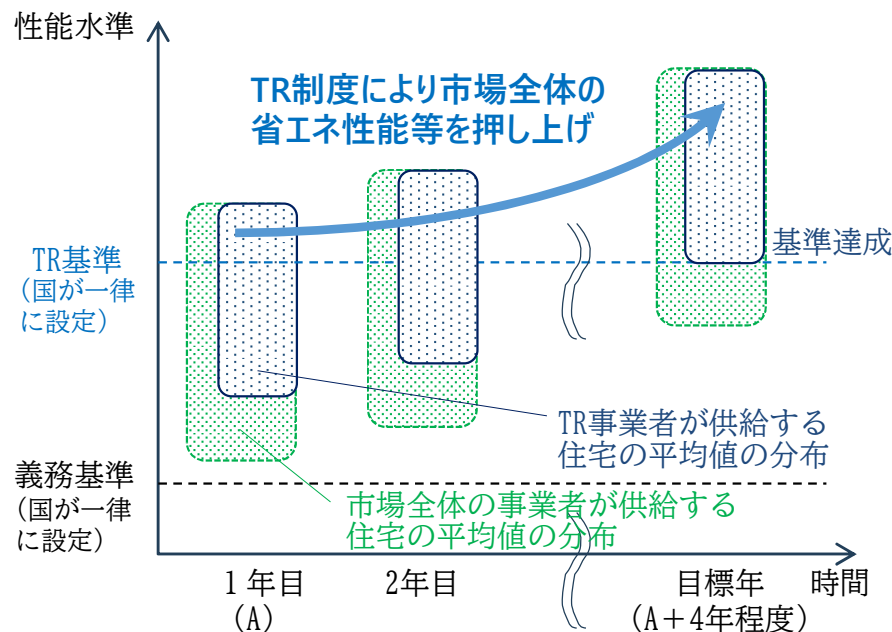 性能水準
TR制度により市場全体の
省エネ性能等を押し上げ
TR基準
(国が一律
に設定)
基準達成
TR事業者が供給する
住宅の平均値の分布
義務基準
(国が一律
に設定)
市場全体の事業者が供給する
住宅の平均値の分布
1年目
(A)
2年目
目標年
(A+4年程度)
時間